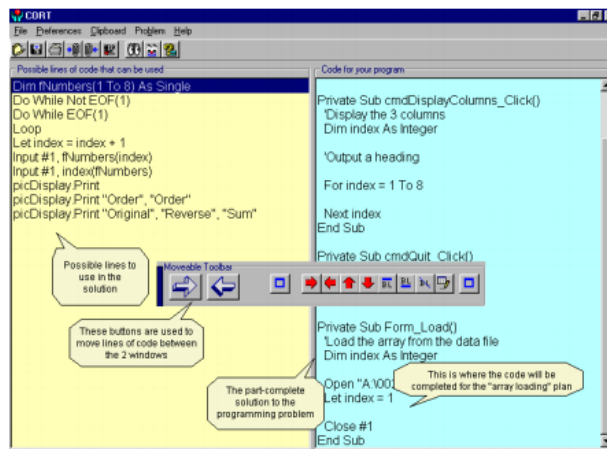 CORT
File Preferences Clipboard Problem Help
Possible lines of code that can be used
Dim fNumbers(1 To 8) As Single
Do While Not EOF(1)
Do While EOF(1)
Loop
Let index = index + 1
Input #1, fNumbers(index)
Input #1, index(fNumbers)
picDisplay.Print
picDisplay.Print "Order", "Order"
picDisplay.Print "Original", "Reverse", "Sum"
Possible lines to
use in the
solution
Moveable Toolbar
These buttons are used to
move lines of code between
the 2 windows
Code for your program
Private Sub cmdDisplayColumns_Click()
'Display the 3 columns
Dim index As Integer
'Output a heading
For index = 1 To 8
Next index
End Sub
Private Sub cmdQuit_Click()
Private Sub Form_Load()
'Load the array from the data file
Dim index As Integer
Open "A:\00
Let index = 1
Close #1
End Sub
The part-complete
solution to the
programming problem
This is where the code will be
completed for the "array loading" plan